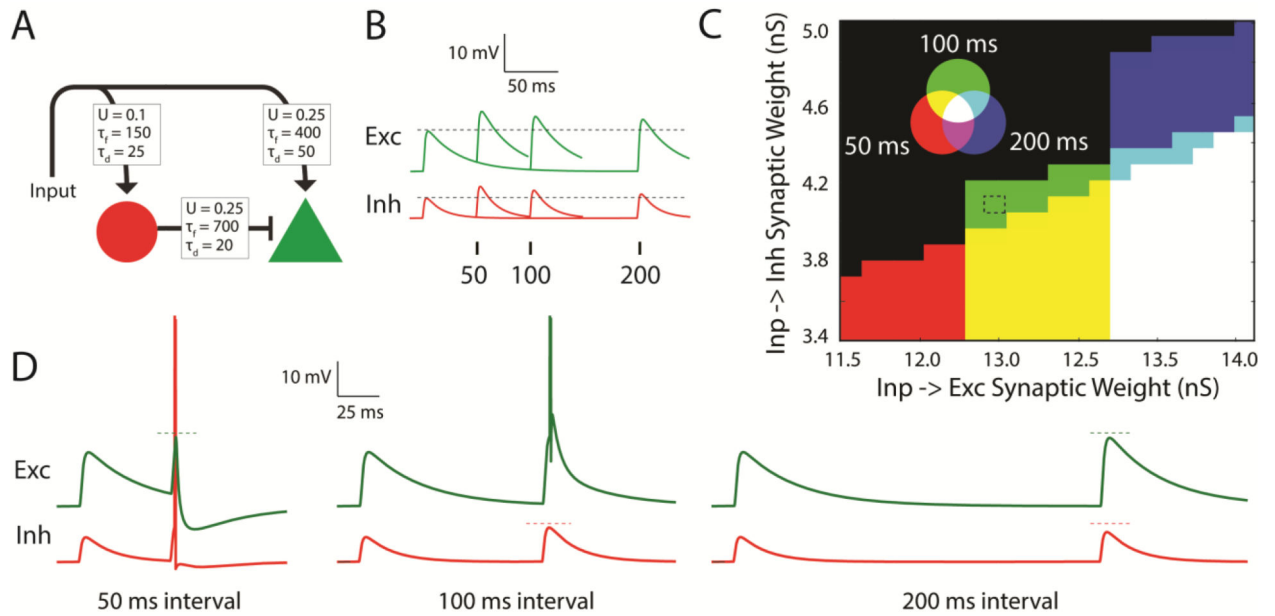 A
U = 0.1
τf = 150
τd = 25
U = 0.25
τf = 400
τd = 50
Input
U = 0.25
τf = 700
τd = 20
B
10 mV
50 ms
Exc
Inh
50
100
200
C
Inp -> Inh Synaptic Weight (nS)
5.0
4.6
4.2
3.8
3.4
100 ms
50 ms
200 ms
11.5
12.0
13.0
12.5
13.5
14.0
Inp -> Exc Synaptic Weight (nS)
D
10 mV
25 ms
Exc
Inh
50 ms interval
100 ms interval
200 ms interval